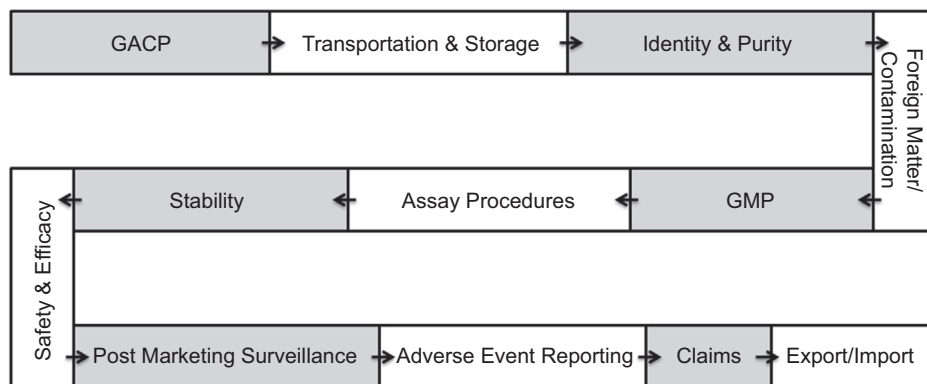 GACP
Transportation & Storage
Identity & Purity
Foreign Matter/
Contamination
GMP
Assay Procedures
Stability
Safety & Efficacy
Post Marketing Surveillance
Adverse Event Reporting
Claims
Export/Import